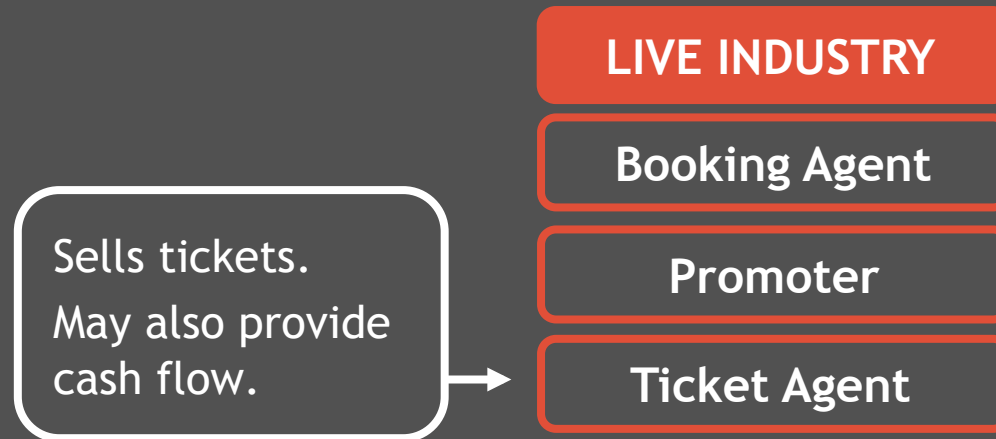 LIVE INDUSTRY
Booking Agent
Promoter
Ticket Agent
Sells tickets.
May also provide
cash flow.